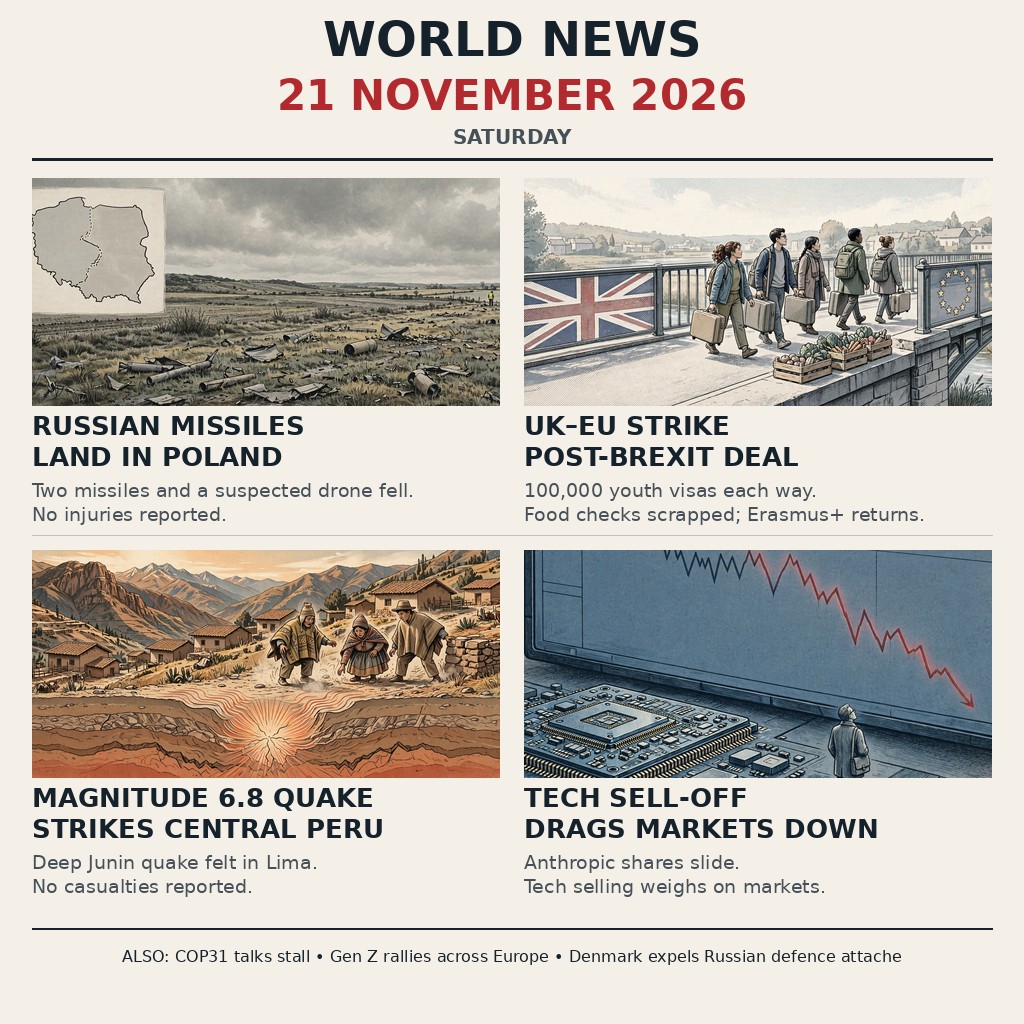 WORLD NEWS
21 NOVEMBER 2026
SATURDAY
RUSSIAN MISSILES
LAND IN POLAND
Two missiles and a suspected drone fell.
No injuries reported.
UK–EU STRIKE
POST-BREXIT DEAL
100,000 youth visas each way.
Food checks scrapped; Erasmus+ returns.
MAGNITUDE 6.8 QUAKE
STRIKES CENTRAL PERU
Deep Junin quake felt in Lima.
No casualties reported.
TECH SELL-OFF
DRAGS MARKETS DOWN
Anthropic shares slide.
Tech selling weighs on markets.
ALSO: COP31 talks stall • Gen Z rallies across Europe • Denmark expels Russian defence attache